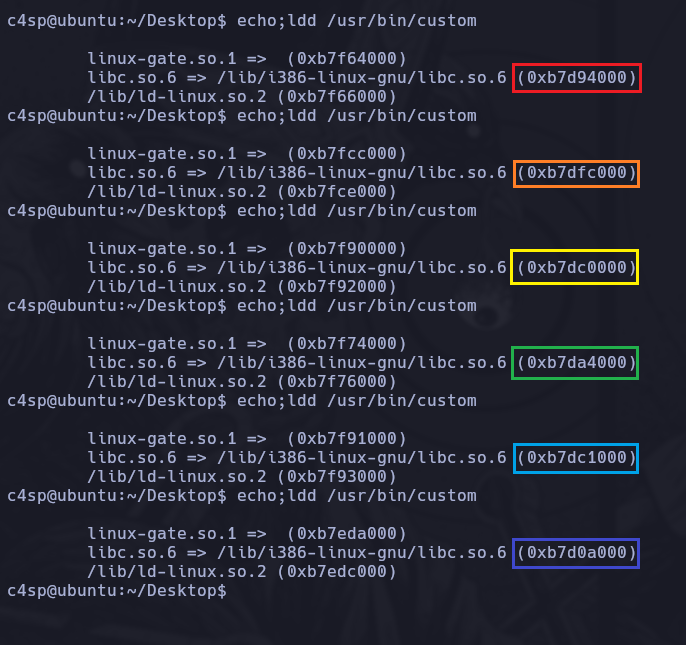 c4sp@ubuntu:~/Desktop$ echo;ldd /usr/bin/custom
linux-gate.so.1 =>  (0xb7f64000)
libc.so.6 => /lib/i386-linux-gnu/libc.so.6 (0xb7d94000)
/lib/ld-linux.so.2 (0xb7f66000)
c4sp@ubuntu:~/Desktop$ echo;ldd /usr/bin/custom
linux-gate.so.1 =>  (0xb7fcc000)
libc.so.6 => /lib/i386-linux-gnu/libc.so.6 (0xb7dfc000)
/lib/ld-linux.so.2 (0xb7fce000)
c4sp@ubuntu:~/Desktop$ echo;ldd /usr/bin/custom
linux-gate.so.1 =>  (0xb7f90000)
libc.so.6 => /lib/i386-linux-gnu/libc.so.6 (0xb7dc0000)
/lib/ld-linux.so.2 (0xb7f92000)
c4sp@ubuntu:~/Desktop$ echo;ldd /usr/bin/custom
linux-gate.so.1 =>  (0xb7f74000)
libc.so.6 => /lib/i386-linux-gnu/libc.so.6 (0xb7da4000)
/lib/ld-linux.so.2 (0xb7f76000)
c4sp@ubuntu:~/Desktop$ echo;ldd /usr/bin/custom
linux-gate.so.1 =>  (0xb7f91000)
libc.so.6 => /lib/i386-linux-gnu/libc.so.6 (0xb7dc1000)
/lib/ld-linux.so.2 (0xb7f93000)
c4sp@ubuntu:~/Desktop$ echo;ldd /usr/bin/custom
linux-gate.so.1 =>  (0xb7eda000)
libc.so.6 => /lib/i386-linux-gnu/libc.so.6 (0xb7d0a000)
/lib/ld-linux.so.2 (0xb7edc000)
c4sp@ubuntu:~/Desktop$